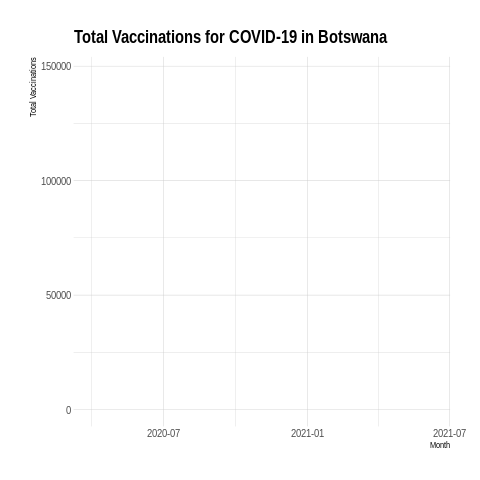 Total Vaccinations for COVID-19 in Botswana
Total Vaccinations
150000
100000
50000
0
2020-07
2021-01
2021-07
Month